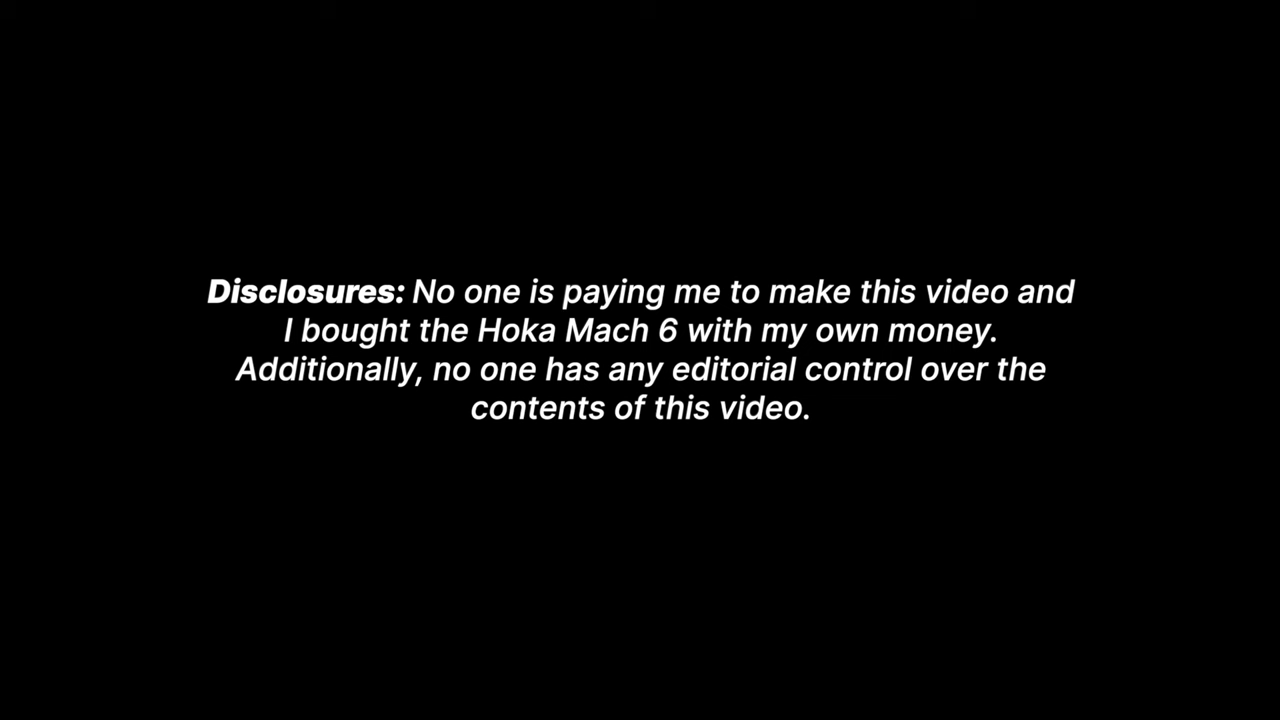 Disclosures: No one is paying me to make this video and
I bought the Hoka Mach 6 with my own money.
Additionally, no one has any editorial control over the
contents of this video.